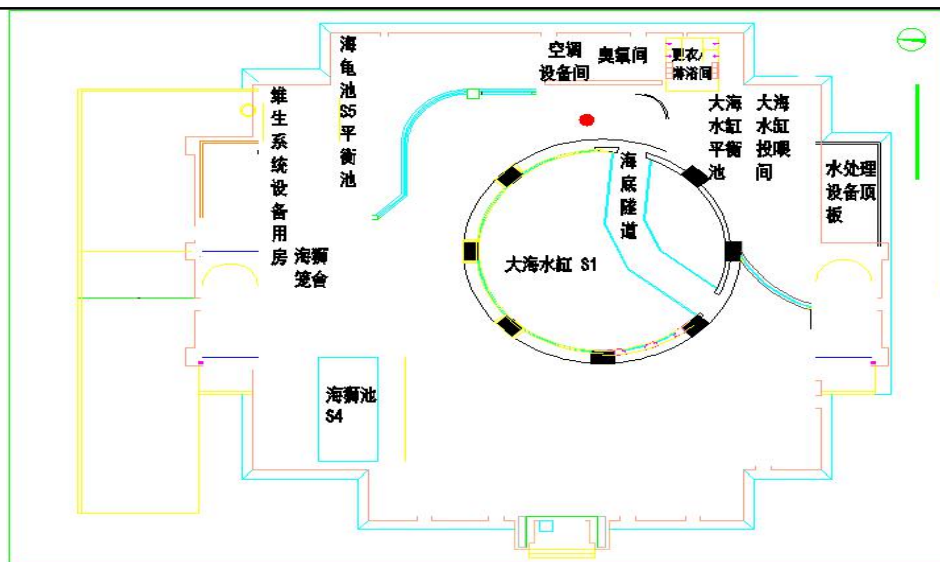 海龟池S5平衡池
空调
设备间
奥氧间
更衣/
淋浴间
维生系统设备用房
大海水缸平衡池
大海水缸投喂间
海底隧道
水处理
设备顶
板
海狮
笼舍
大海水缸 S1
海狮池
S4